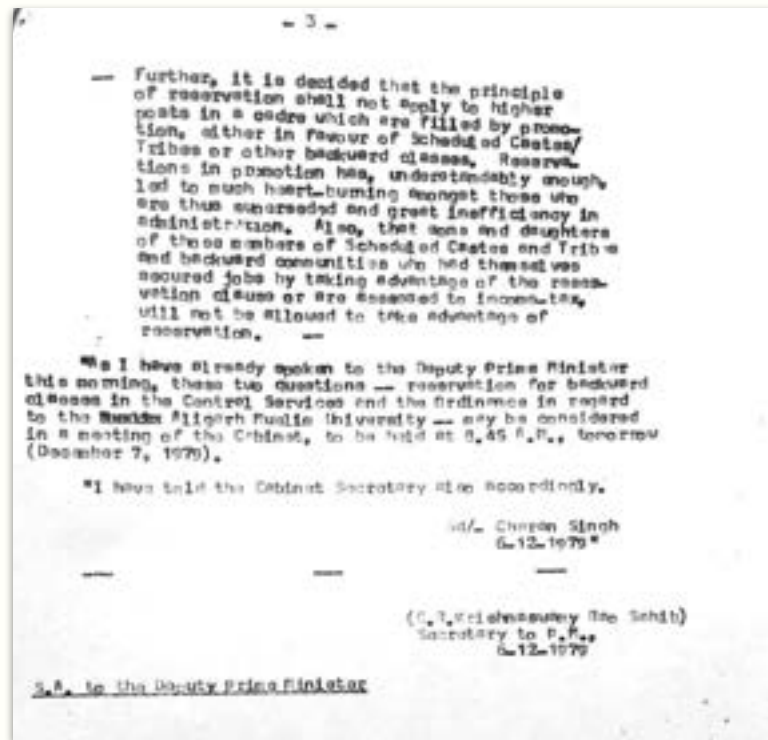 - 3 -
— Further, it is decided that the principle
of reservation shall not apply to higher
posts in a cadre which are filled by promo-
tion, either in favour of Scheduled Castes/
Tribes or other backward classes. Reserva-
tions in promotion has, understandably enough,
led to much heart-burning amongst those who
are thus superseded and great inefficiency in
administration. Also, that sons and daughters
of those members of Scheduled Castes and Tribes
and backward communities who had themselves
secured jobs by taking advantage of the reser-
vation clause or are assessed to income-tax,
will not be allowed to take advantage of
reservation. —
"As I have already spoken to the Deputy Prime Minister
this morning, these two questions — reservation for backward
classes in the Central Services and the Ordinance in regard
to the Aligarh Muslim University — may be considered
in a meeting of the Cabinet, to be held at 9.45 A.M., tomorrow
(December 7, 1979).
"I have told the Cabinet Secretary also accordingly.
Sd/- Charan Singh
6-12-1979"
— — —
Krishnaswamy Rao Sahib)
Secretary to P.M.,
6-12-1979
to the Deputy Prime Minister